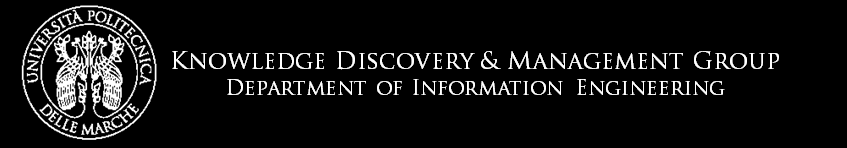 UNIVERSITÀ POLITECNICA
DELLE MARCHE
KNOWLEDGE DISCOVERY & MANAGEMENT GROUP
DEPARTMENT OF INFORMATION ENGINEERING